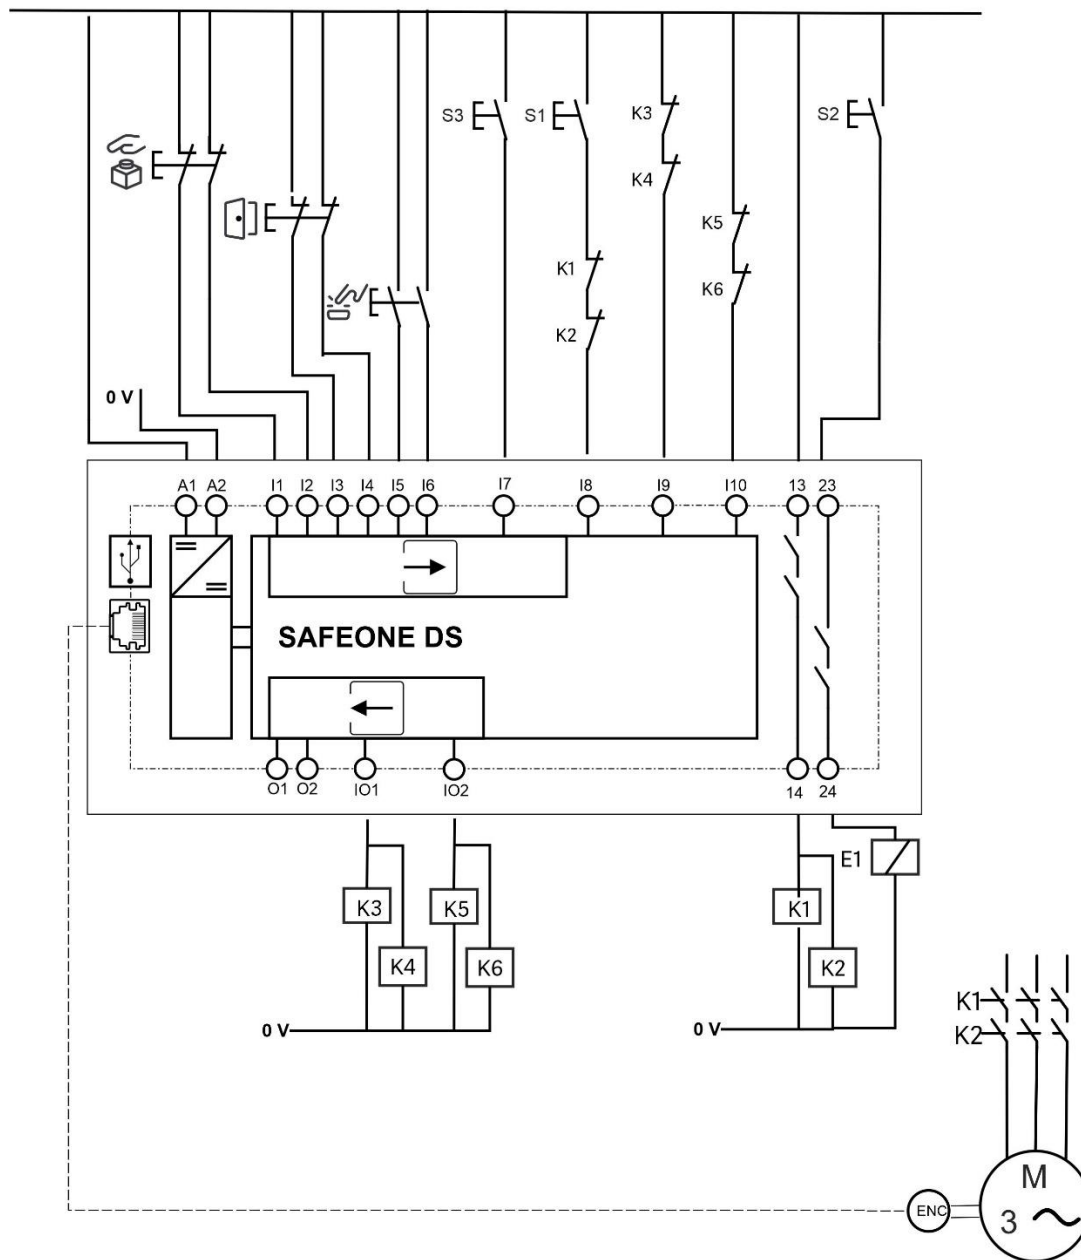 S3
S1
K3
S2
K4
K5
K1
K6
K2
0 V
A1 A2 I1 I2 I3 I4 I5 I6 I7 I8 I9 I10 13 23
SAFEONE DS
O1 O2 IO1 IO2 14 24
E1
K3 K5 K1
K4 K6 K2
0 V 0 V
K1
K2
M
3
ENC